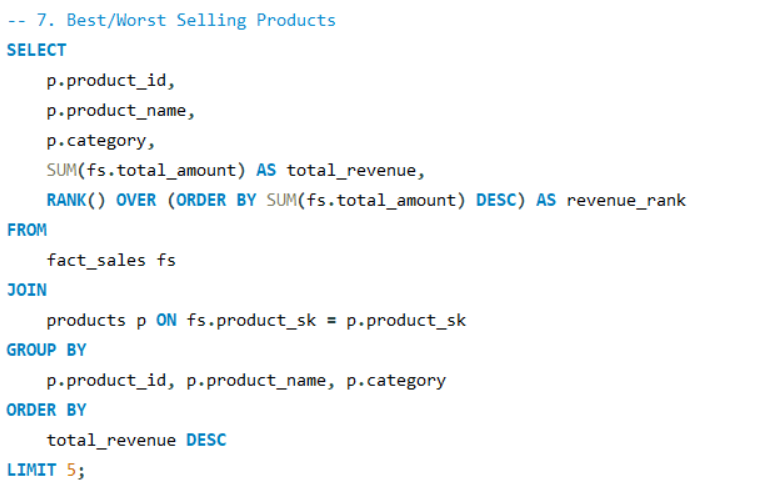 -- 7. Best/Worst Selling Products
SELECT
    p.product_id,
    p.product_name,
    p.category,
    SUM(fs.total_amount) AS total_revenue,
    RANK() OVER (ORDER BY SUM(fs.total_amount) DESC) AS revenue_rank
FROM
    fact_sales fs
JOIN
    products p ON fs.product_sk = p.product_sk
GROUP BY
    p.product_id, p.product_name, p.category
ORDER BY
    total_revenue DESC
LIMIT 5;